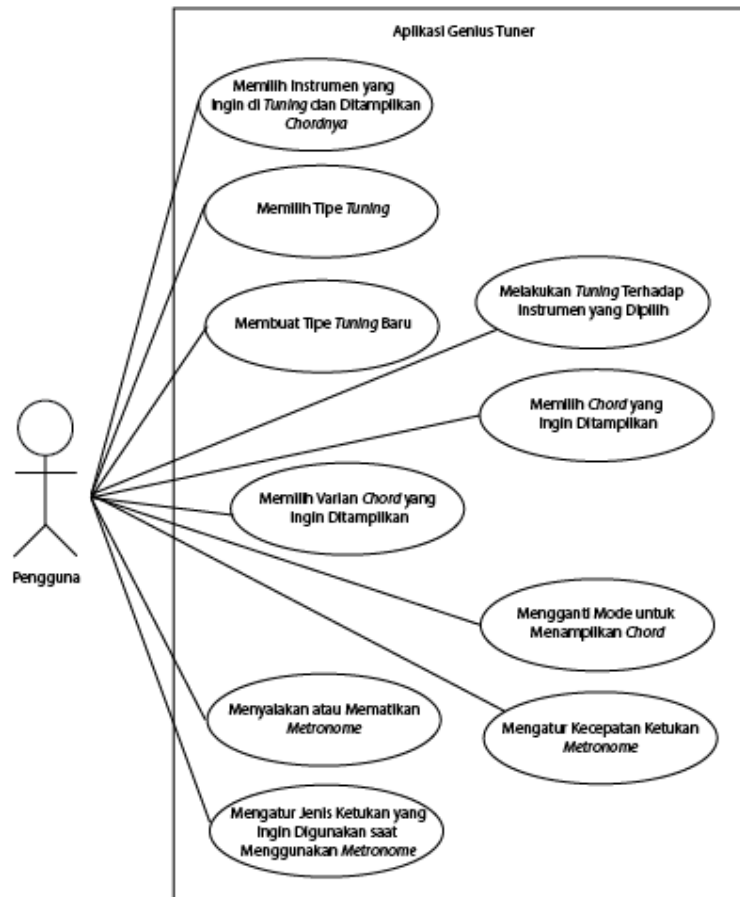 Aplikasi Genius Tuner
Memilih Instrumen yang
Ingin di Tuning dan Ditampilkan
Chordnya
Memilih Tipe Tuning
Membuat Tipe Tuning Baru
Melakukan Tuning Terhadap
Instrumen yang Dipilih
Memilih Chord yang
Ingin Ditampilkan
Memilih Varian Chord yang
Ingin Ditampilkan
Pengguna
Mengganti Mode untuk
Menampilkan Chord
Menyalakan atau Mematikan
Metronome
Mengatur Kecepatan Ketukan
Metronome
Mengatur Jenis Ketukan yang
Ingin Digunakan saat
Menggunakan Metronome